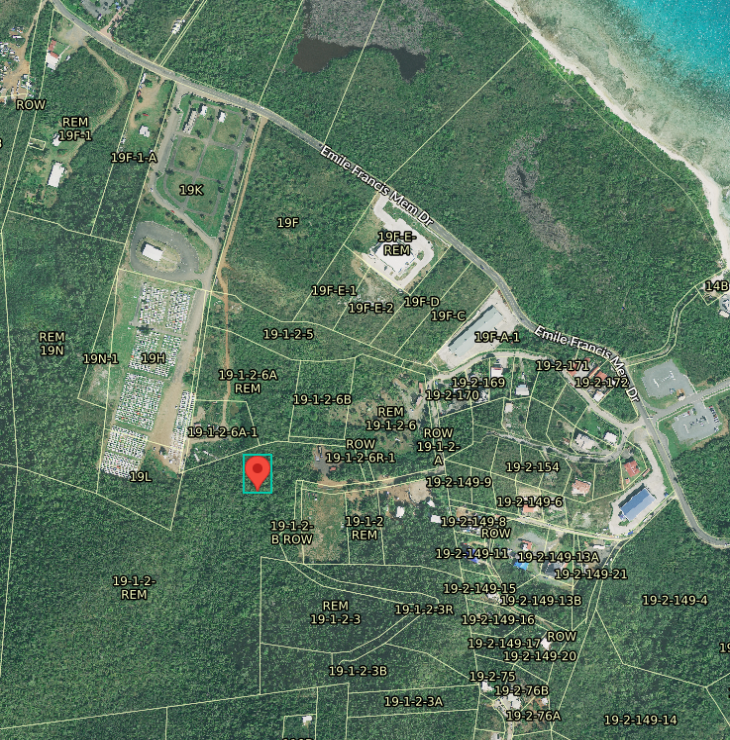 ROW
REM
19F-1
19F-1-A
19K
Emile Francis Mem Dr
19F
19F-E-
REM
14B
19F-E-1
19F-E-2
19F-D
19F-C
19F-A-1
Emile Francis Mem Dr
REM
19N
19N-1
19H
19-1-2-5
19-1-2-6A
REM
19-1-2-6B
19-2-169
19-2-170
19-2-171
19-2-172
REM
19-1-2-6
19-1-2-6A-1
ROW
19-1-2-6R-1
ROW
19-1-2-
A
19-2-154
19L
19-2-149-9
19-2-149-6
19-1-2-
B ROW
19-1-2
REM
19-2-149-8
ROW
19-2-149-11
19-2-149-13A
19-2-149-21
19-1-2-
REM
19-2-149-15
19-2-149-13B
19-2-149-4
REM
19-1-2-3
19-1-2-3R
19-2-149-16
19-2-149-17
ROW
19-2-149-20
19-1-2-3B
19-2-75
19-2-76B
19-1-2-3A
19-2-76A
19-2-149-14